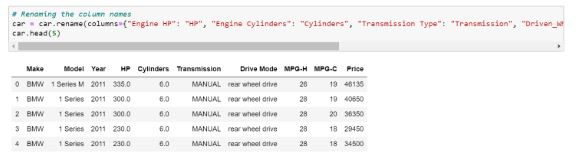 # Renaming the column names
car = car.rename(columns={"Engine HP": "HP", "Engine Cylinders": "Cylinders", "Transmission Type": "Transmission", "Driven_Wh
car.head(5)
Make Model Year HP Cylinders Transmission Drive Mode MPG-H MPG-C Price
0 BMW 1 Series M 2011 335.0 6.0 MANUAL rear wheel drive 26 19 46135
1 BMW 1 Series 2011 300.0 6.0 MANUAL rear wheel drive 28 19 40650
2 BMW 1 Series 2011 300.0 6.0 MANUAL rear wheel drive 28 20 36350
3 BMW 1 Series 2011 230.0 6.0 MANUAL rear wheel drive 28 18 29450
4 BMW 1 Series 2011 230.0 6.0 MANUAL rear wheel drive 28 18 34500